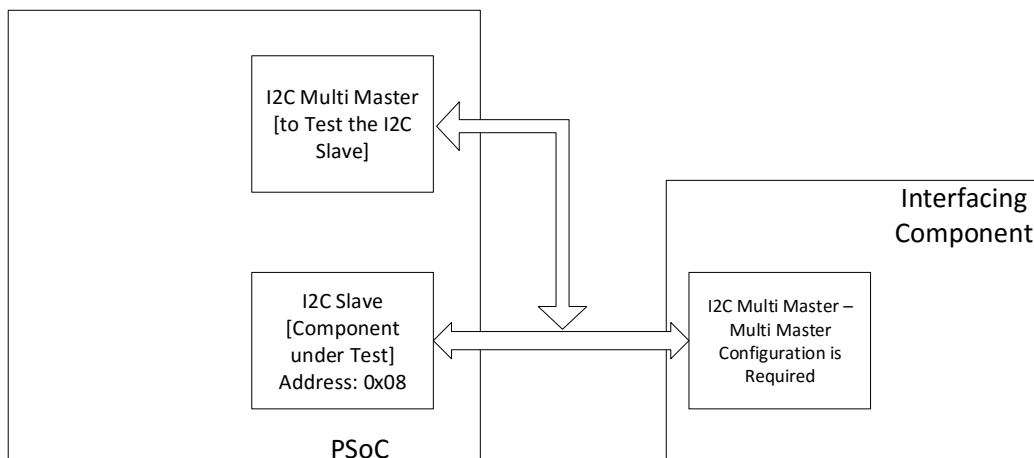 I2C Multi Master
[to Test the I2C
Slave]
Interfacing
Component
I2C Slave
[Component
under Test]
Address: 0x08
I2C Multi Master –
Multi Master
Configuration is
Required
PSoC